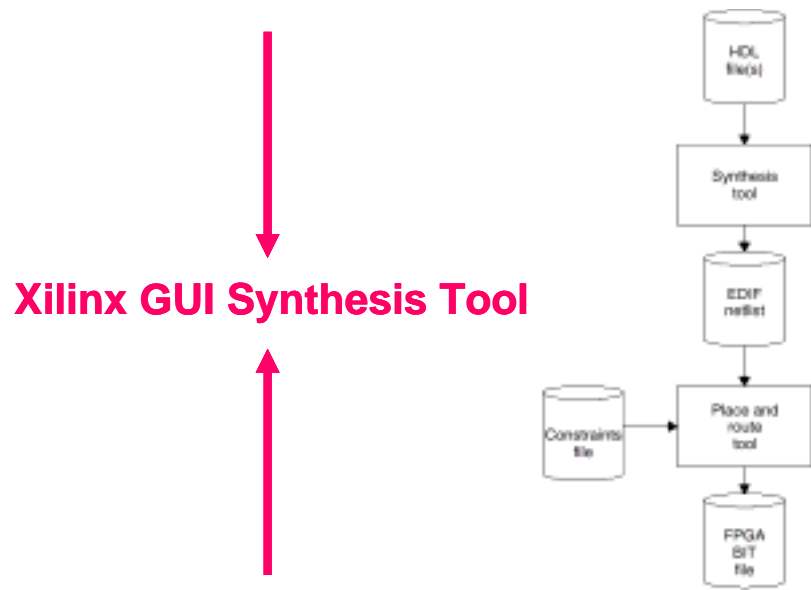 HDL
file(s)
Synthesis
tool
Xilinx GUI Synthesis Tool
EDIF
netlist
Place and
route
tool
Constraints
file
FPGA
BIT
file